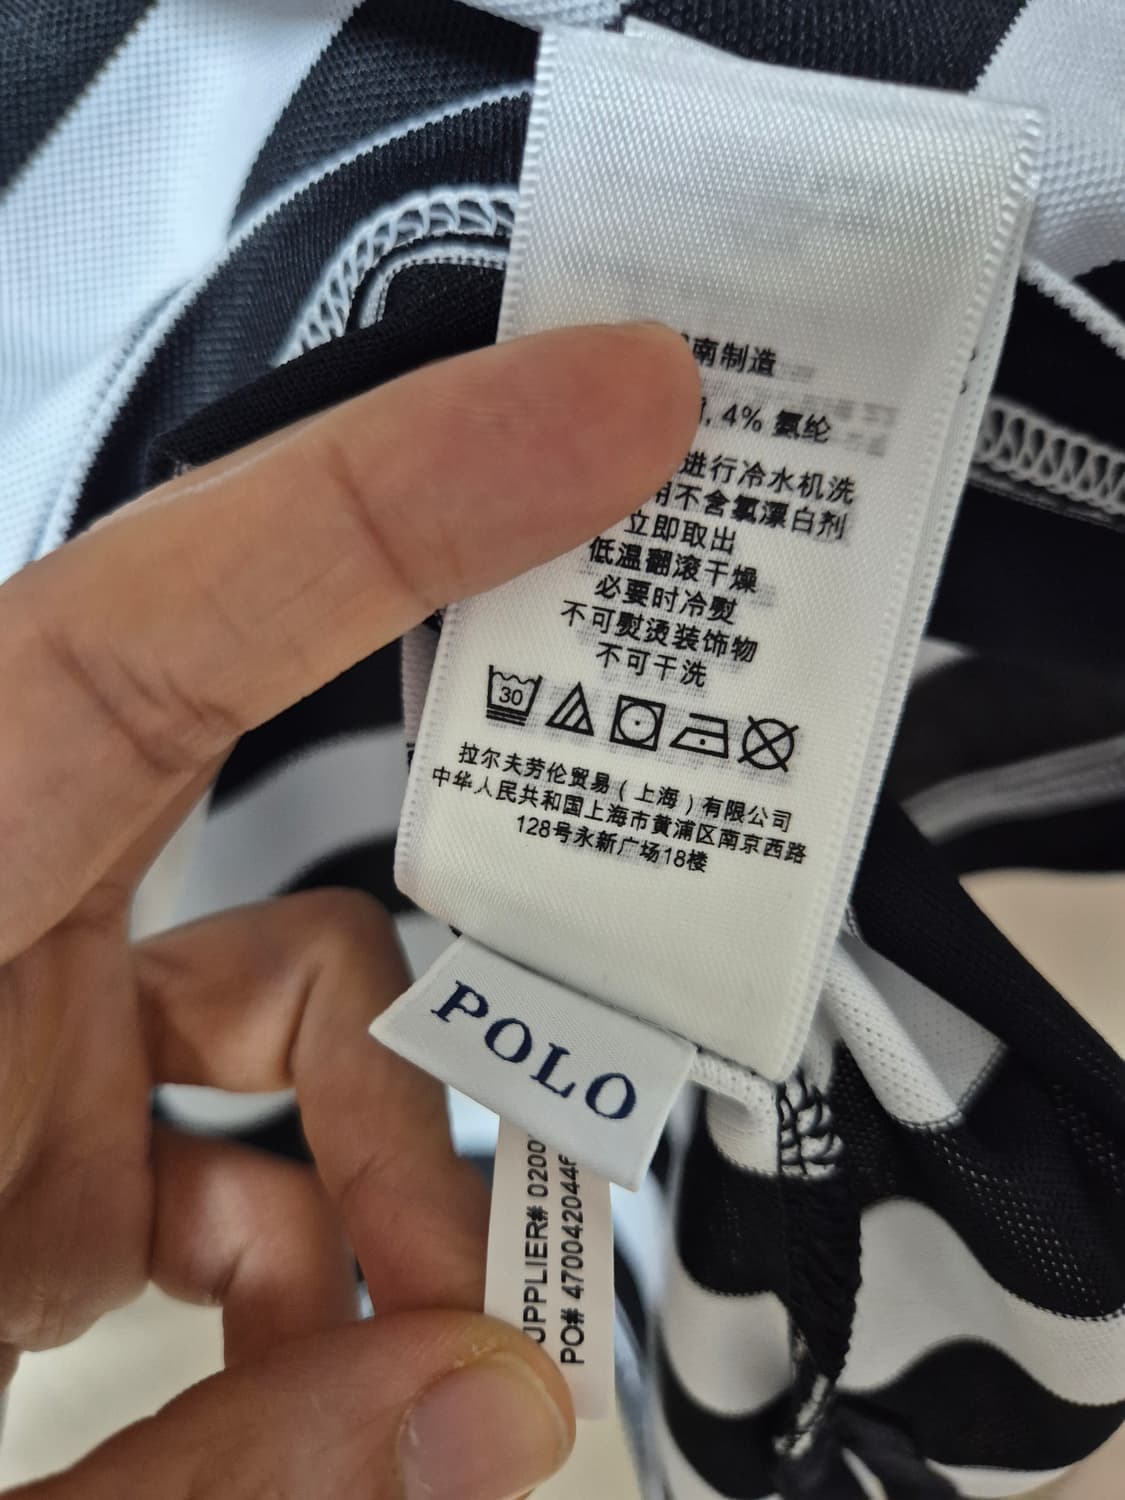 南制造
4% 氨纶
进行冷水机洗
用不含氯漂白剂
立即取出
低温翻滚干燥
必要时冷熨
不可熨烫装饰物
不可干洗
30
拉尔夫劳伦贸易(上海)有限公司
中华人民共和国上海市黄浦区南京西路
128号永新广场18楼
POLO
UPPLIER# 0200
PO# 470042044